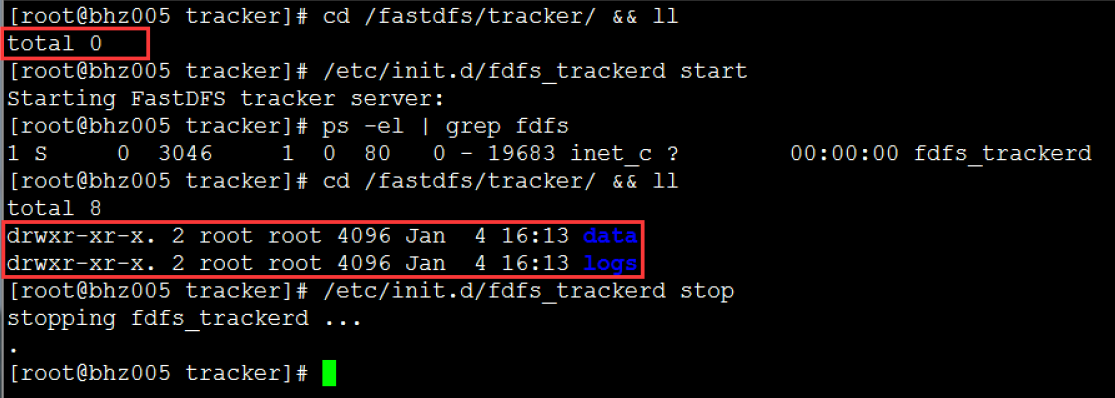 [root@bhz005 tracker]# cd /fastdfs/tracker/ && ll
total 0
[root@bhz005 tracker]# /etc/init.d/fdfs_trackerd start
Starting FastDFS tracker server:
[root@bhz005 tracker]# ps -el | grep fdfs
1 S     0  3046     1  0  80   0 - 19683 inet_c ?        00:00:00 fdfs_trackerd
[root@bhz005 tracker]# cd /fastdfs/tracker/ && ll
total 8
drwxr-xr-x. 2 root root 4096 Jan  4 16:13 data
drwxr-xr-x. 2 root root 4096 Jan  4 16:13 logs
[root@bhz005 tracker]# /etc/init.d/fdfs_trackerd stop
stopping fdfs_trackerd ...
.
[root@bhz005 tracker]#